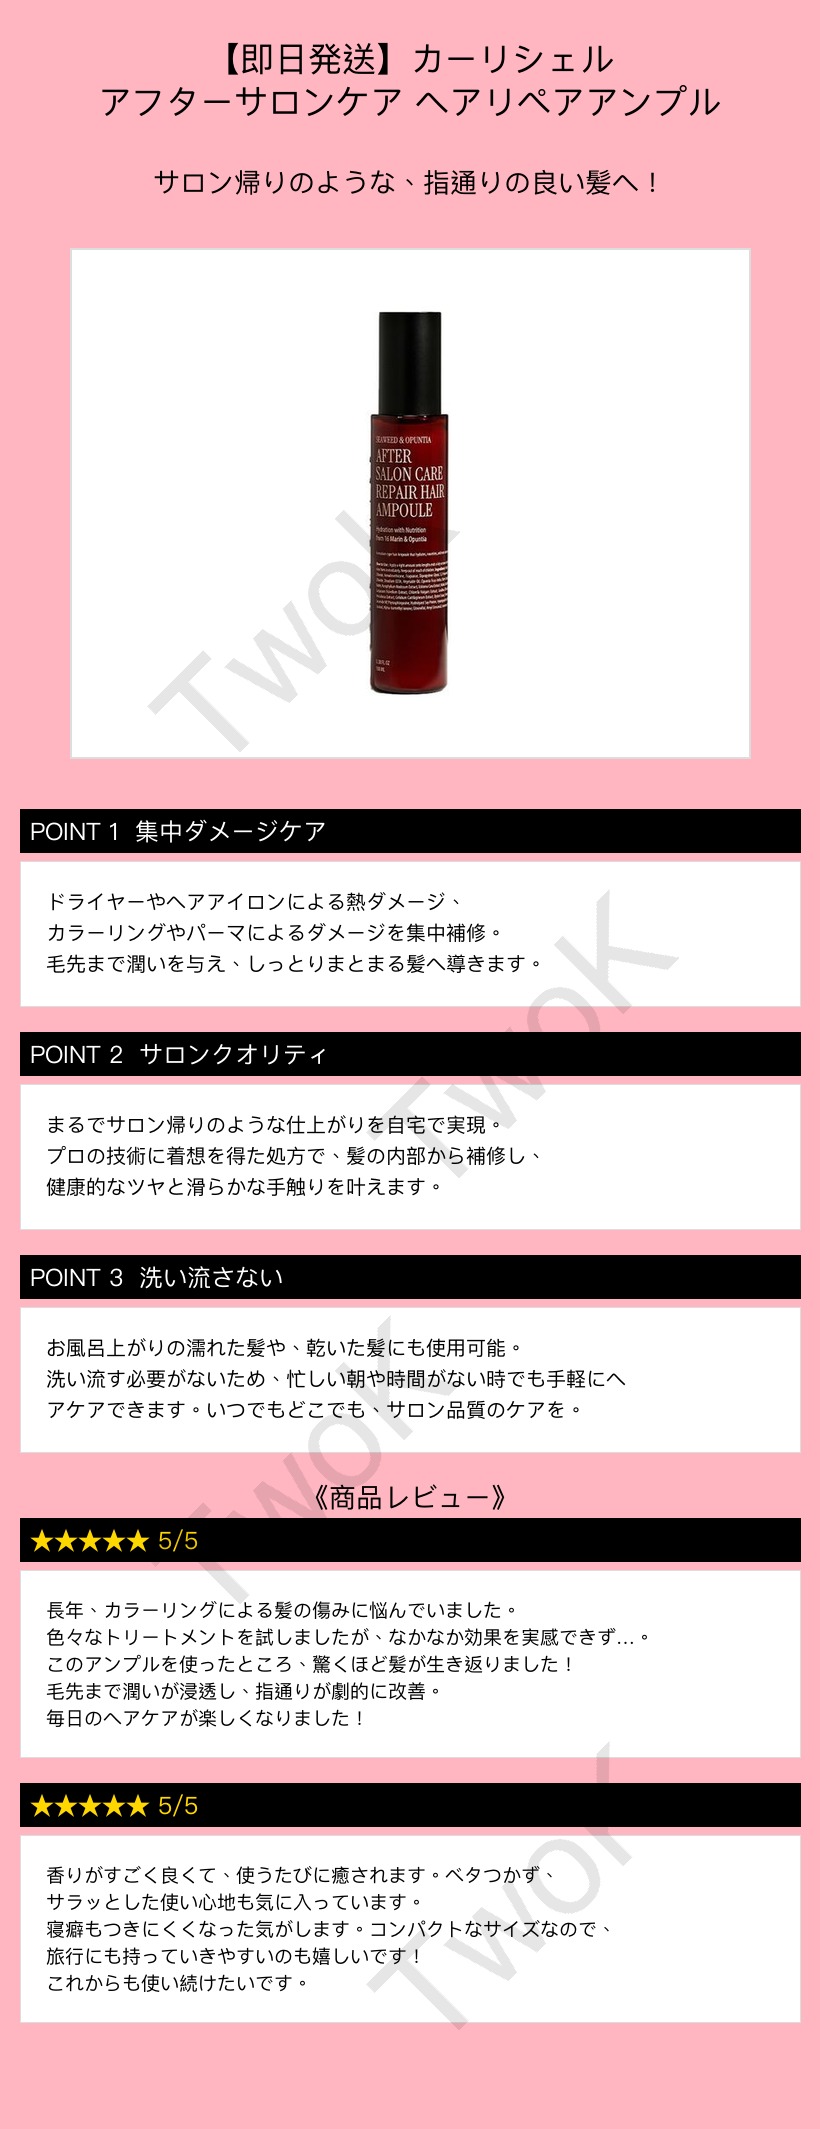 【即日発送】カーリシェル
アフターサロンケア ヘアリペアアンプル
サロン帰りのような、指通りの良い髪へ！
SEAWEED & OPUNTIA
AFTER
SALON CARE
REPAIR HAIR
AMPOULE
Hydration with Nutrition
from 16 Marin & Opuntia
TwoK
POINT 1 集中ダメージケア
ドライヤーやヘアアイロンによる熱ダメージ、
カラーリングやパーマによるダメージを集中補修。
毛先まで潤いを与え、しっとりまとまる髪へ導きます。
TwoK
POINT 2 サロンクオリティ
まるでサロン帰りのような仕上がりを自宅で実現。
プロの技術に着想を得た処方で、髪の内部から補修し、
健康的なツヤと滑らかな手触りを叶えます。
POINT 3 洗い流さない
お風呂上がりの濡れた髪や、乾いた髪にも使用可能。
洗い流す必要がないため、忙しい朝や時間がない時でも手軽にヘ
アケアできます。いつでもどこでも、サロン品質のケアを。
TwoK
《商品レビュー》
★★★★★ 5/5
長年、カラーリングによる髪の傷みに悩んでいました。
色々なトリートメントを試しましたが、なかなか効果を実感できず…。
このアンプルを使ったところ、驚くほど髪が生き返りました！
毛先まで潤いが浸透し、指通りが劇的に改善。
毎日のヘアケアが楽しくなりました！
★★★★★ 5/5
香りがすごく良くて、使うたびに癒されます。ベタつかず、
サラッとした使い心地も気に入っています。
寝癖もつきにくくなった気がします。コンパクトなサイズなので、
旅行にも持っていきやすいのも嬉しいです！
これからも使い続けたいです。
TwoK